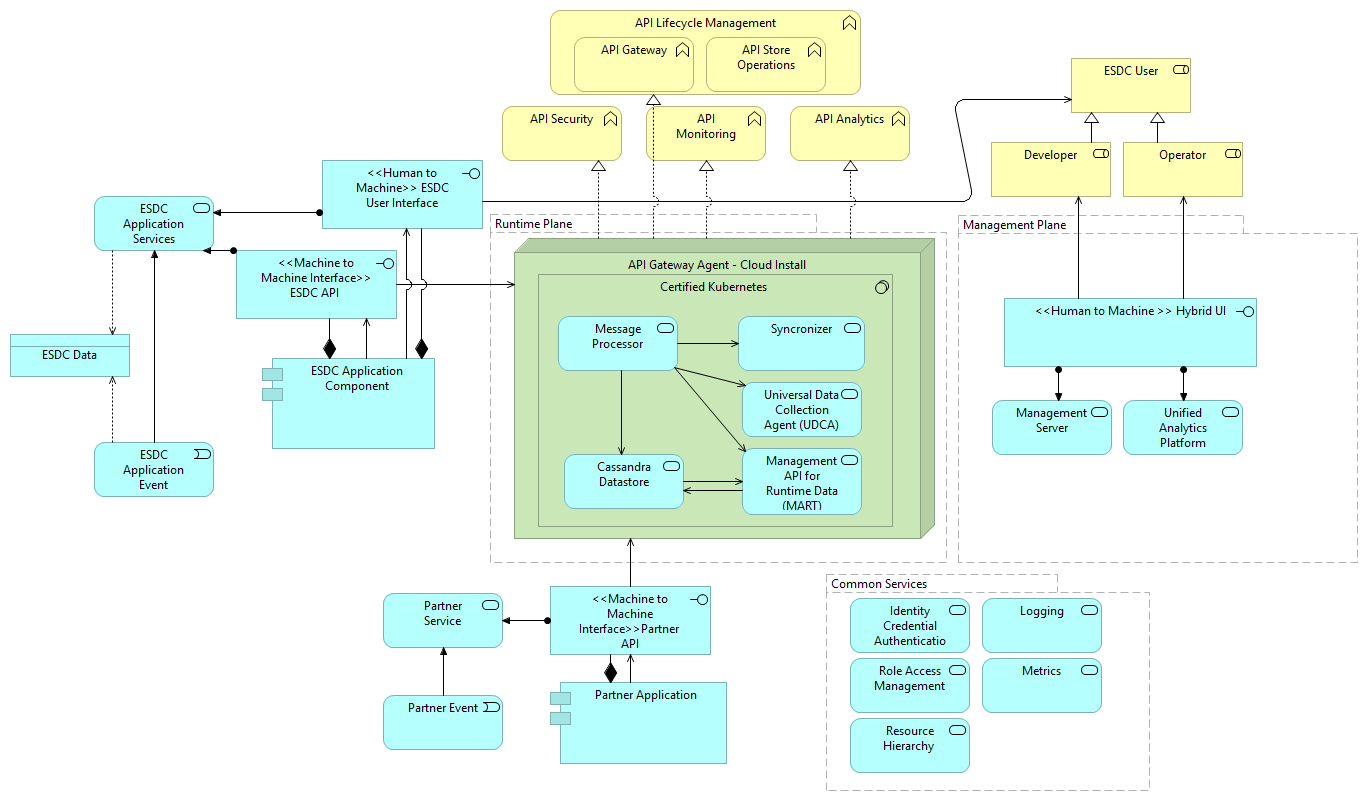 API Lifecycle Management
API Gateway
API Store
Operations
API Security
API
Monitoring
API Analytics
ESDC User
Developer
Operator
<<Human to
Machine>> ESDC
User Interface
ESDC
Application
Services
<<Machine to
Machine Interface>>
ESDC API
ESDC Data
ESDC Application
Component
ESDC
Application
Event
Runtime Plane
API Gateway Agent - Cloud Install
Certified Kubernetes
Message
Processor
Syncronizer
Universal Data
Collection
Agent (UDCA)
Cassandra
Datastore
Management
API for
Runtime Data
(MART)
Management Plane
<<Human to Machine >> Hybrid UI
Management
Server
Unified
Analytics
Platform
Partner
Service
<<Machine to
Machine
Interface>>Partner
API
Partner Event
Partner Application
Common Services
Identity
Credential
Authenticatio
Logging
Role Access
Management
Metrics
Resource
Hierarchy